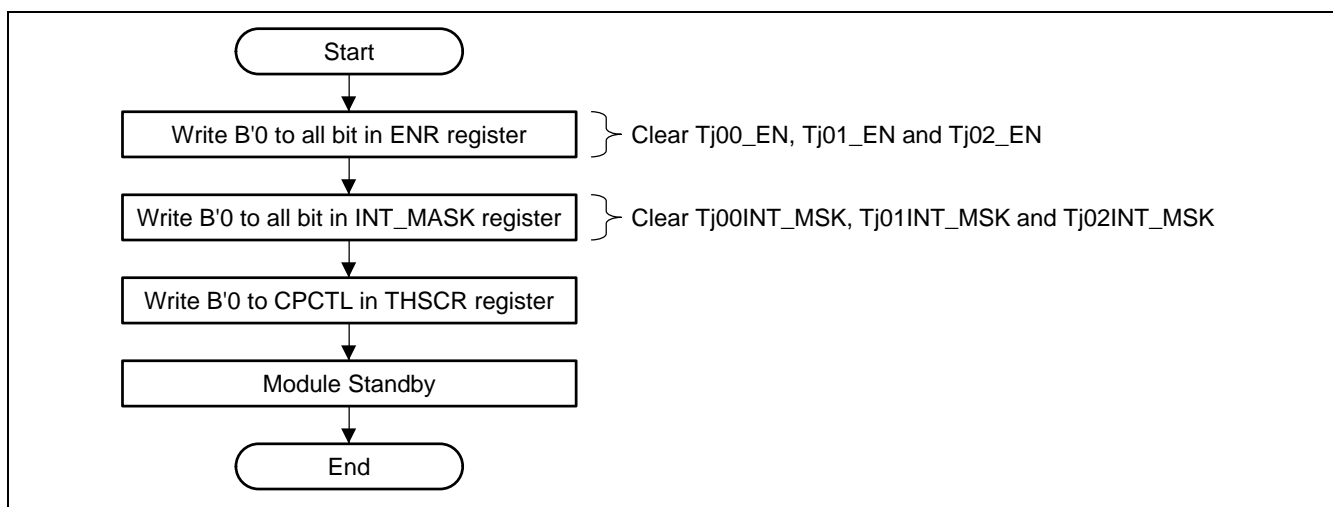 Start
Write B'0 to all bit in ENR register
Clear Tj00_EN, Tj01_EN and Tj02_EN
Write B'0 to all bit in INT_MASK register
Clear Tj00INT_MSK, Tj01INT_MSK and Tj02INT_MSK
Write B'0 to CPCTL in THSCR register
Module Standby
End